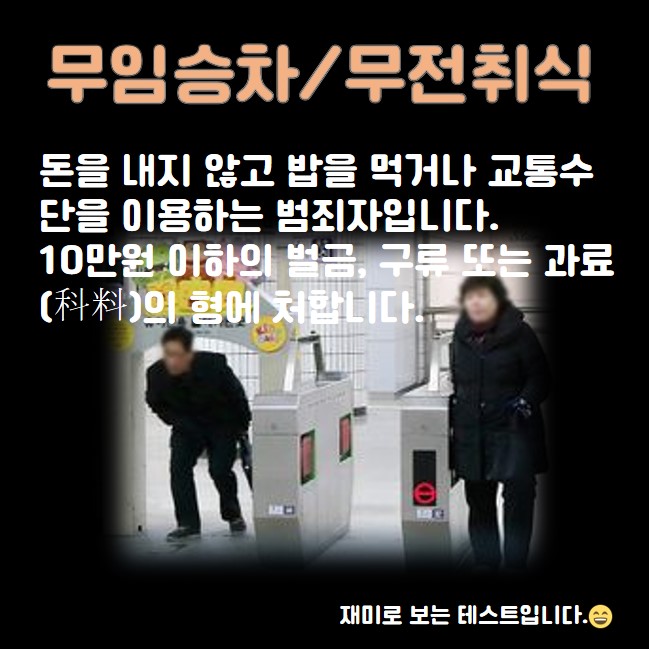 무임승차/무전취식
돈을 내지 않고 밥을 먹거나 교통수
단을 이용하는 범죄자입니다.
10만원 이하의 벌금, 구류 또는 과료
(科料)의 형에 처합니다.
재미로 보는 테스트입니다.😄